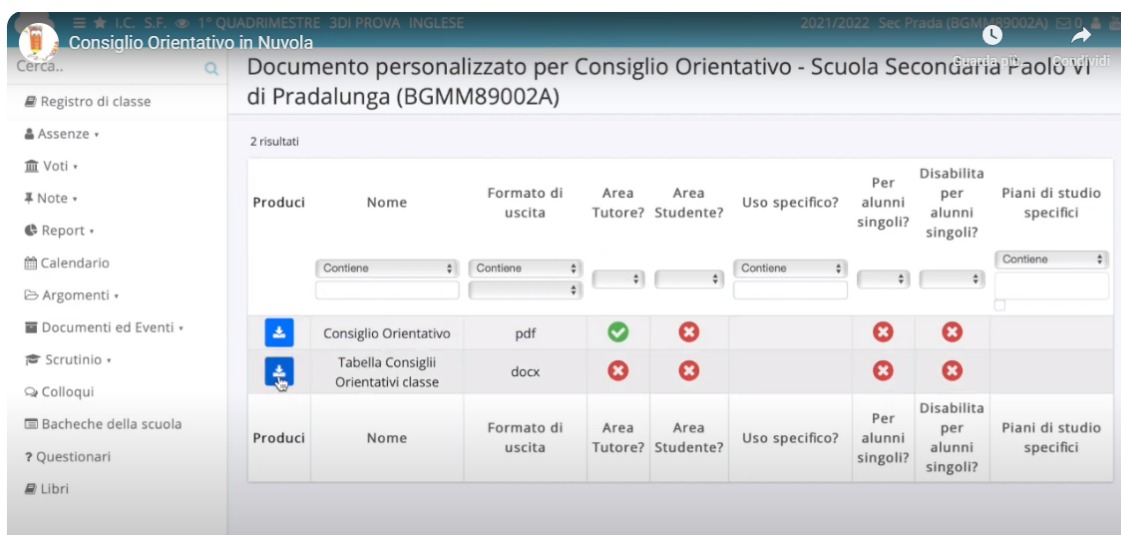 I.C. S.F. 1° QUADRIMESTRE 3DI PROVA INGLESE
2021/2022 Sec Prada (BGMM89002A) 0
Consiglio Orientativo in Nuvola
Guarda più... Condividi
Cerca..
Registro di classe
Assenze
Voti
Note
Report
Calendario
Argomenti
Documenti ed Eventi
Scrutinio
Colloqui
Bacheche della scuola
? Questionari
Libri
Documento personalizzato per Consiglio Orientativo - Scuola Secondaria Paolo VI
di Pradalunga (BGMM89002A)
2 risultati
Produci
Nome
Formato di
uscita
Area
Tutore?
Area
Studente?
Uso specifico?
Per
alunni
singoli?
Disabilita
per
alunni
singoli?
Piani di studio
specifici
Contiene
Contiene
Contiene
Contiene
Consiglio Orientativo
pdf
Tabella Consiglii
Orientativi classe
docx
Produci
Nome
Formato di
uscita
Area
Tutore?
Area
Studente?
Uso specifico?
Per
alunni
singoli?
Disabilita
per
alunni
singoli?
Piani di studio
specifici